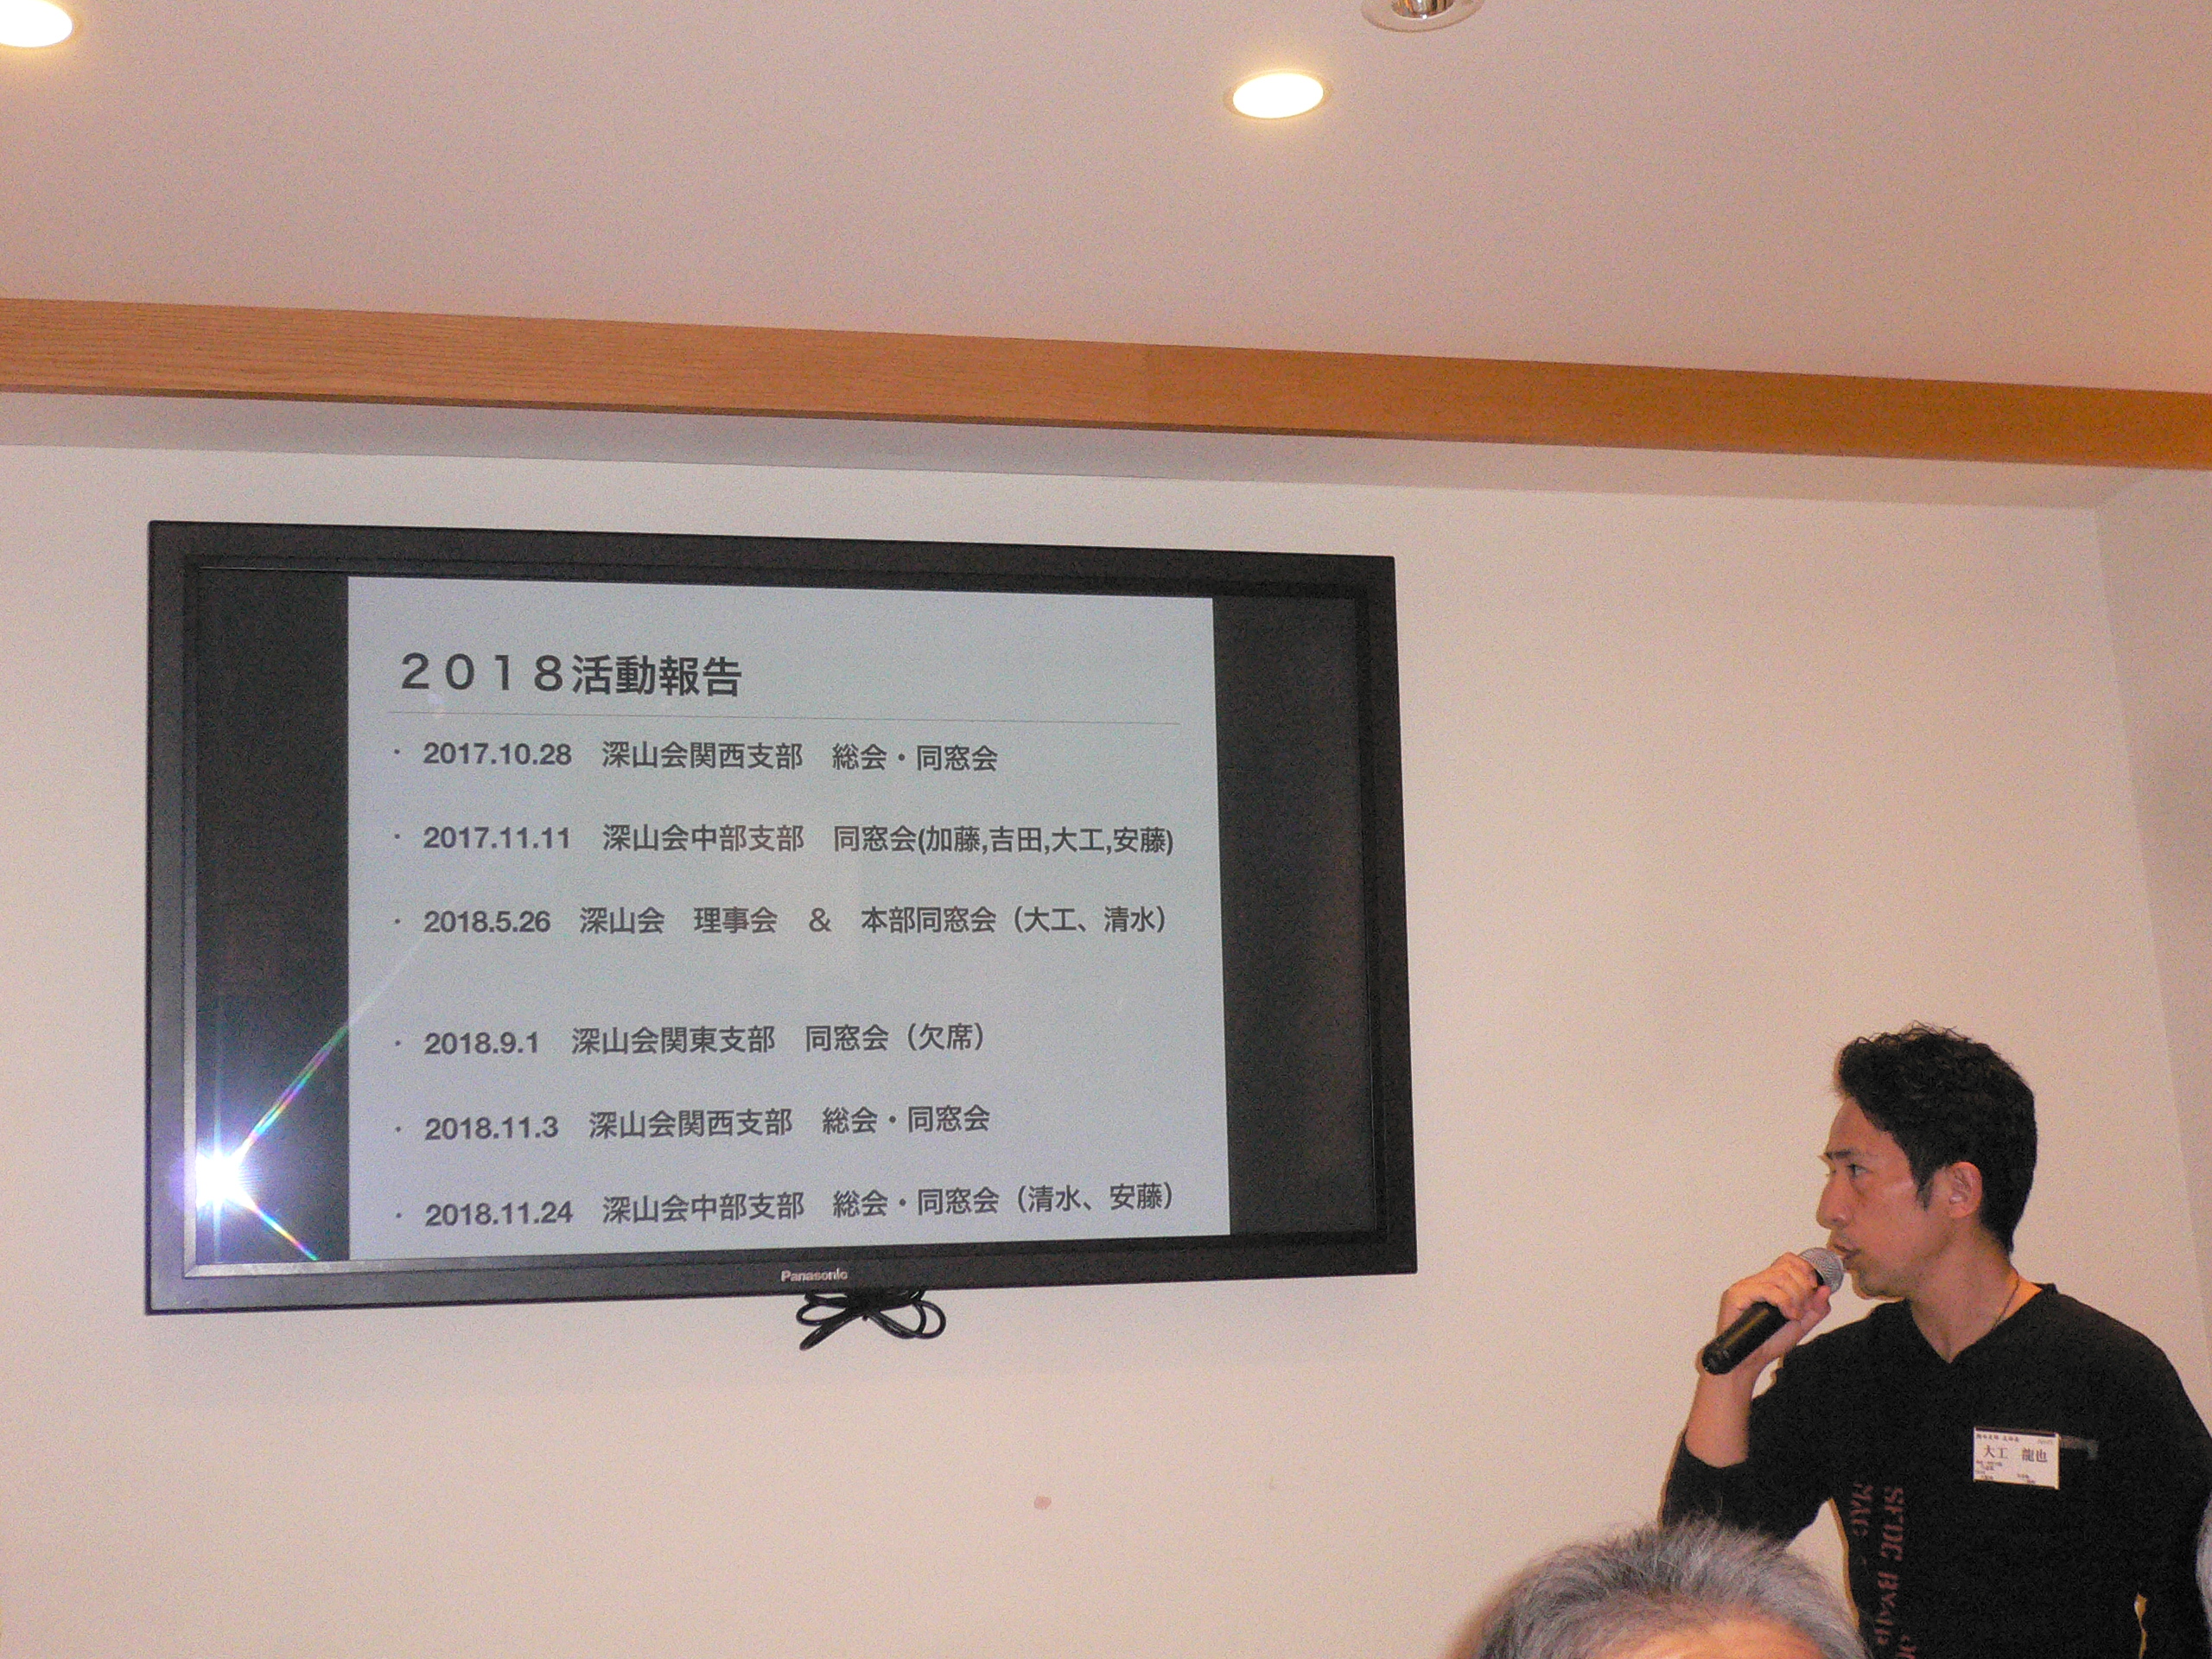 ２０１８活動報告
・ 2017.10.28　深山会関西支部　総会・同窓会
・ 2017.11.11　深山会中部支部　同窓会(加藤,吉田,大工,安藤)
・ 2018.5.26　深山会　理事会　＆　本部同窓会（大工、清水）
・ 2018.9.1　深山会関東支部　同窓会（欠席）
・ 2018.11.3　深山会関西支部　総会・同窓会
・ 2018.11.24　深山会中部支部　総会・同窓会（清水、安藤）
Panasonic
大工　龍也
SFDC